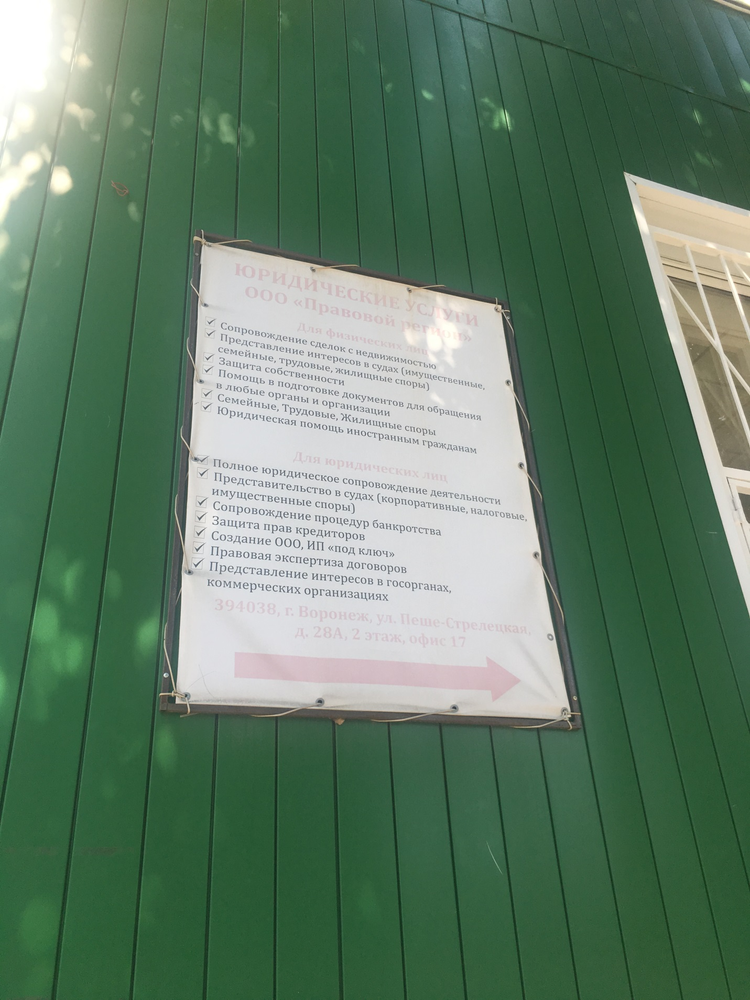 ЮРИДИЧЕСКИЕ УСЛУГИ
ООО «Правовой регион»
Для физических лиц
Сопровождение сделок с недвижимостью
Представление интересов в судах (имущественные,
семейные, трудовые, жилищные споры)
Защита собственности
Помощь в подготовке документов для обращения
в любые органы и организации
Семейные, Трудовые, Жилищные споры
Юридическая помощь иностранным гражданам
Для юридических лиц
Полное юридическое сопровождение деятельности
Представительство в судах (корпоративные, налоговые,
имущественные споры)
Сопровождение процедур банкротства
Защита прав кредиторов
Создание ООО, ИП «под ключ»
Правовая экспертиза договоров
Представление интересов в госорганах,
коммерческих организациях
394038, г. Воронеж, ул. Пеше-Стрелецкая,
д. 28А, 2 этаж, офис 17